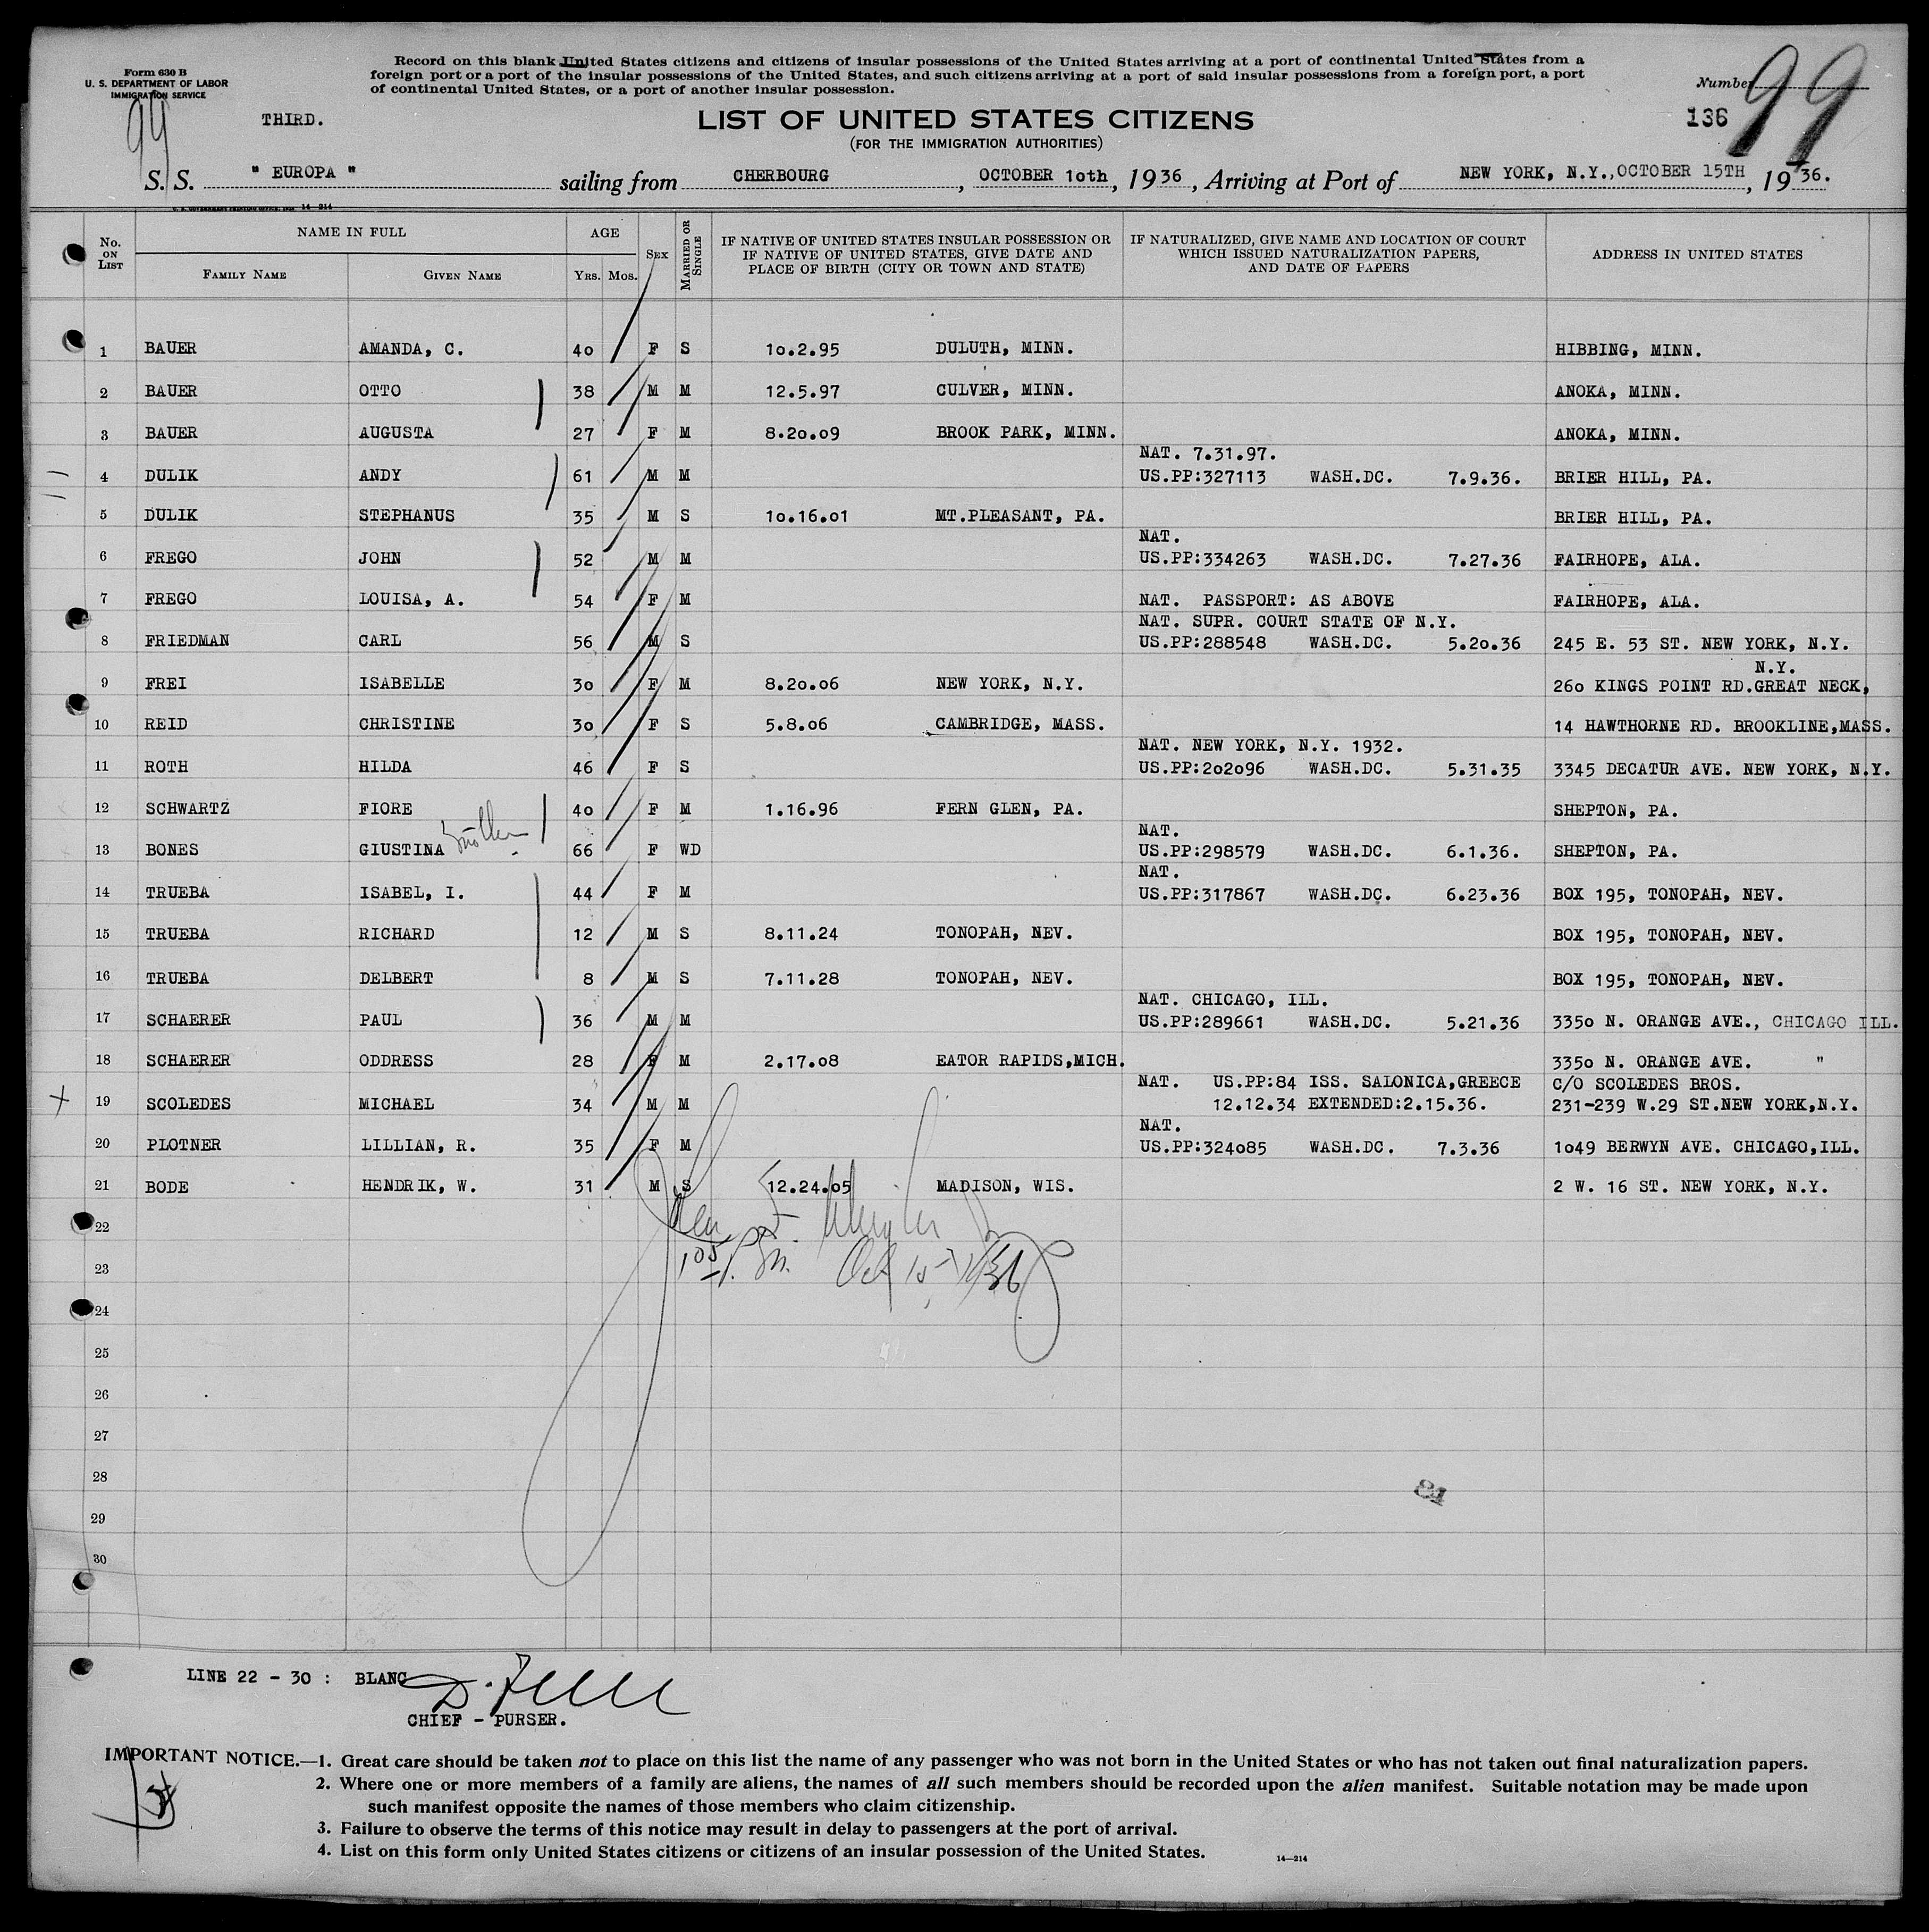 Form 630 B
U. S. DEPARTMENT OF LABOR
IMMIGRATION SERVICE
Record on this blank United States citizens and citizens of insular possessions of the United States arriving at a port of continental United States from a
foreign port or a port of the insular possessions of the United States, and such citizens arriving at a port of said insular possessions from a foreign port, a port
of continental United States, or a port of another insular possession.
Number 99
99
THIRD.
136
LIST OF UNITED STATES CITIZENS
(FOR THE IMMIGRATION AUTHORITIES)
S. S. " EUROPA " sailing from CHERBOURG, OCTOBER 10th, 1936, Arriving at Port of NEW YORK, N.Y., OCTOBER 15TH, 1936.
14-214
No. ON LIST
NAME IN FULL
FAMILY NAME
GIVEN NAME
AGE
YRS. MOS.
SEX
MARRIED OR SINGLE
IF NATIVE OF UNITED STATES INSULAR POSSESSION OR
IF NATIVE OF UNITED STATES, GIVE DATE AND
PLACE OF BIRTH (CITY OR TOWN AND STATE)
IF NATURALIZED, GIVE NAME AND LOCATION OF COURT
WHICH ISSUED NATURALIZATION PAPERS,
AND DATE OF PAPERS
ADDRESS IN UNITED STATES
1 BAUER AMANDA, C. 40 F S 10.2.95 DULUTH, MINN. HIBBING, MINN.
2 BAUER OTTO 38 M M 12.5.97 CULVER, MINN. ANOKA, MINN.
3 BAUER AUGUSTA 27 F M 8.20.09 BROOK PARK, MINN. ANOKA, MINN.
NAT. 7.31.97.
4 DULIK ANDY 61 M M US.PP:327113 WASH.DC. 7.9.36. BRIER HILL, PA.
5 DULIK STEPHANUS 35 M S 10.16.01 MT.PLEASANT, PA. BRIER HILL, PA.
NAT.
6 FREGO JOHN 52 M M US.PP:334263 WASH.DC. 7.27.36 FAIRHOPE, ALA.
7 FREGO LOUISA, A. 54 F M NAT. PASSPORT: AS ABOVE FAIRHOPE, ALA.
NAT. SUPR. COURT STATE OF N.Y.
8 FRIEDMAN CARL 56 M S US.PP:288548 WASH.DC. 5.20.36 245 E. 53 ST. NEW YORK, N.Y.
N.Y.
9 FREI ISABELLE 30 F M 8.20.06 NEW YORK, N.Y. 260 KINGS POINT RD.GREAT NECK,
10 REID CHRISTINE 30 F S 5.8.06 CAMBRIDGE, MASS. 14 HAWTHORNE RD. BROOKLINE,MASS.
NAT. NEW YORK, N.Y. 1932.
11 ROTH HILDA 46 F S US.PP:202096 WASH.DC. 5.31.35 3345 DECATUR AVE. NEW YORK, N.Y.
12 SCHWARTZ FIORE 40 F M 1.16.96 FERN GLEN, PA. SHEPTON, PA.
mother
NAT.
13 BONES GIUSTINA 66 F WD US.PP:298579 WASH.DC. 6.1.36. SHEPTON, PA.
NAT.
14 TRUEBA ISABEL, I. 44 F M US.PP:317867 WASH.DC. 6.23.36 BOX 195, TONOPAH, NEV.
15 TRUEBA RICHARD 12 M S 8.11.24 TONOPAH, NEV. BOX 195, TONOPAH, NEV.
16 TRUEBA DELBERT 8 M S 7.11.28 TONOPAH, NEV. BOX 195, TONOPAH, NEV.
NAT. CHICAGO, ILL.
17 SCHAERER PAUL 36 M M US.PP:289661 WASH.DC. 5.21.36 3350 N. ORANGE AVE., CHICAGO ILL.
18 SCHAERER ODDRESS 28 F M 2.17.08 EATOR RAPIDS,MICH. 3350 N. ORANGE AVE. "
NAT. US.PP:84 ISS. SALONICA,GREECE C/O SCOLEDES BROS.
19 SCOLEDES MICHAEL 34 M M 12.12.34 EXTENDED:2.15.36. 231-239 W.29 ST.NEW YORK,N.Y.
NAT.
20 PLOTNER LILLIAN, R. 35 F M US.PP:324085 WASH.DC. 7.3.36 1049 BERWYN AVE. CHICAGO,ILL.
21 BODE HENDRIK, W. 31 M S 12.24.05 MADISON, WIS. 2 W. 16 ST. NEW YORK, N.Y.
22
23 Oct 15
24
25
26
27
28
29
30
LINE 22 - 30 : BLANC
CHIEF - PURSER.
IMPORTANT NOTICE.—1. Great care should be taken not to place on this list the name of any passenger who was not born in the United States or who has not taken out final naturalization papers.
2. Where one or more members of a family are aliens, the names of all such members should be recorded upon the alien manifest. Suitable notation may be made upon
such manifest opposite the names of those members who claim citizenship.
3. Failure to observe the terms of this notice may result in delay to passengers at the port of arrival.
4. List on this form only United States citizens or citizens of an insular possession of the United States.
14—214